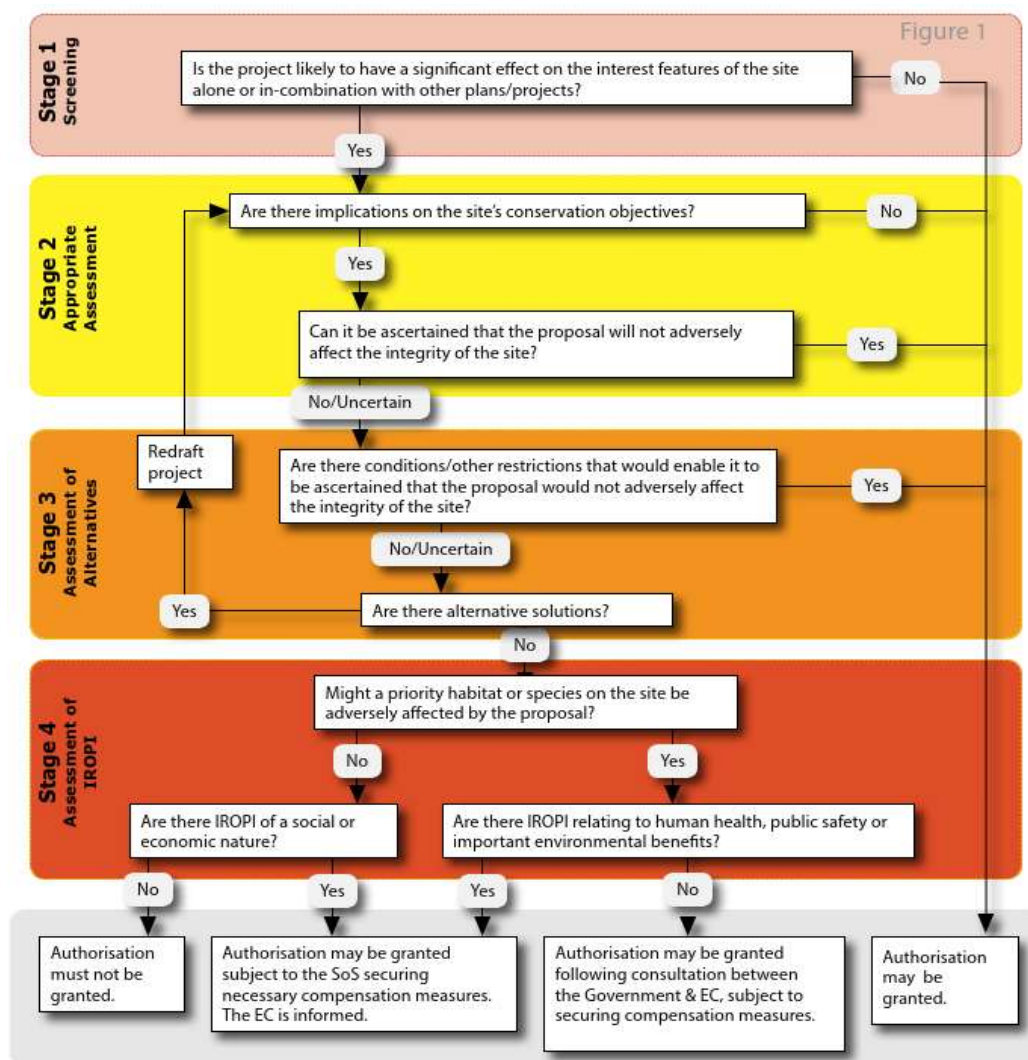 Figure 1
Stage 1
Screening
Is the project likely to have a significant effect on the interest features of the site
alone or in-combination with other plans/projects?
No
Yes
Stage 2
Appropriate
Assessment
Are there implications on the site's conservation objectives?
No
Yes
Can it be ascertained that the proposal will not adversely
affect the integrity of the site?
Yes
No/Uncertain
Stage 3
Assessment of
Alternatives
Redraft
project
Are there conditions/other restrictions that would enable it to
be ascertained that the proposal would not adversely affect
the integrity of the site?
Yes
No/Uncertain
Are there alternative solutions?
Yes
No
Stage 4
Assessment of
IROPI
Might a priority habitat or species on the site be
adversely affected by the proposal?
No
Yes
Are there IROPI of a social or
economic nature?
Are there IROPI relating to human health, public safety or
important environmental benefits?
No
Yes
Yes
No
Authorisation
must not be
granted.
Authorisation may be granted
subject to the SoS securing
necessary compensation measures.
The EC is informed.
Authorisation may be granted
following consultation between
the Government & EC, subject to
securing compensation measures.
Authorisation
may be
granted.